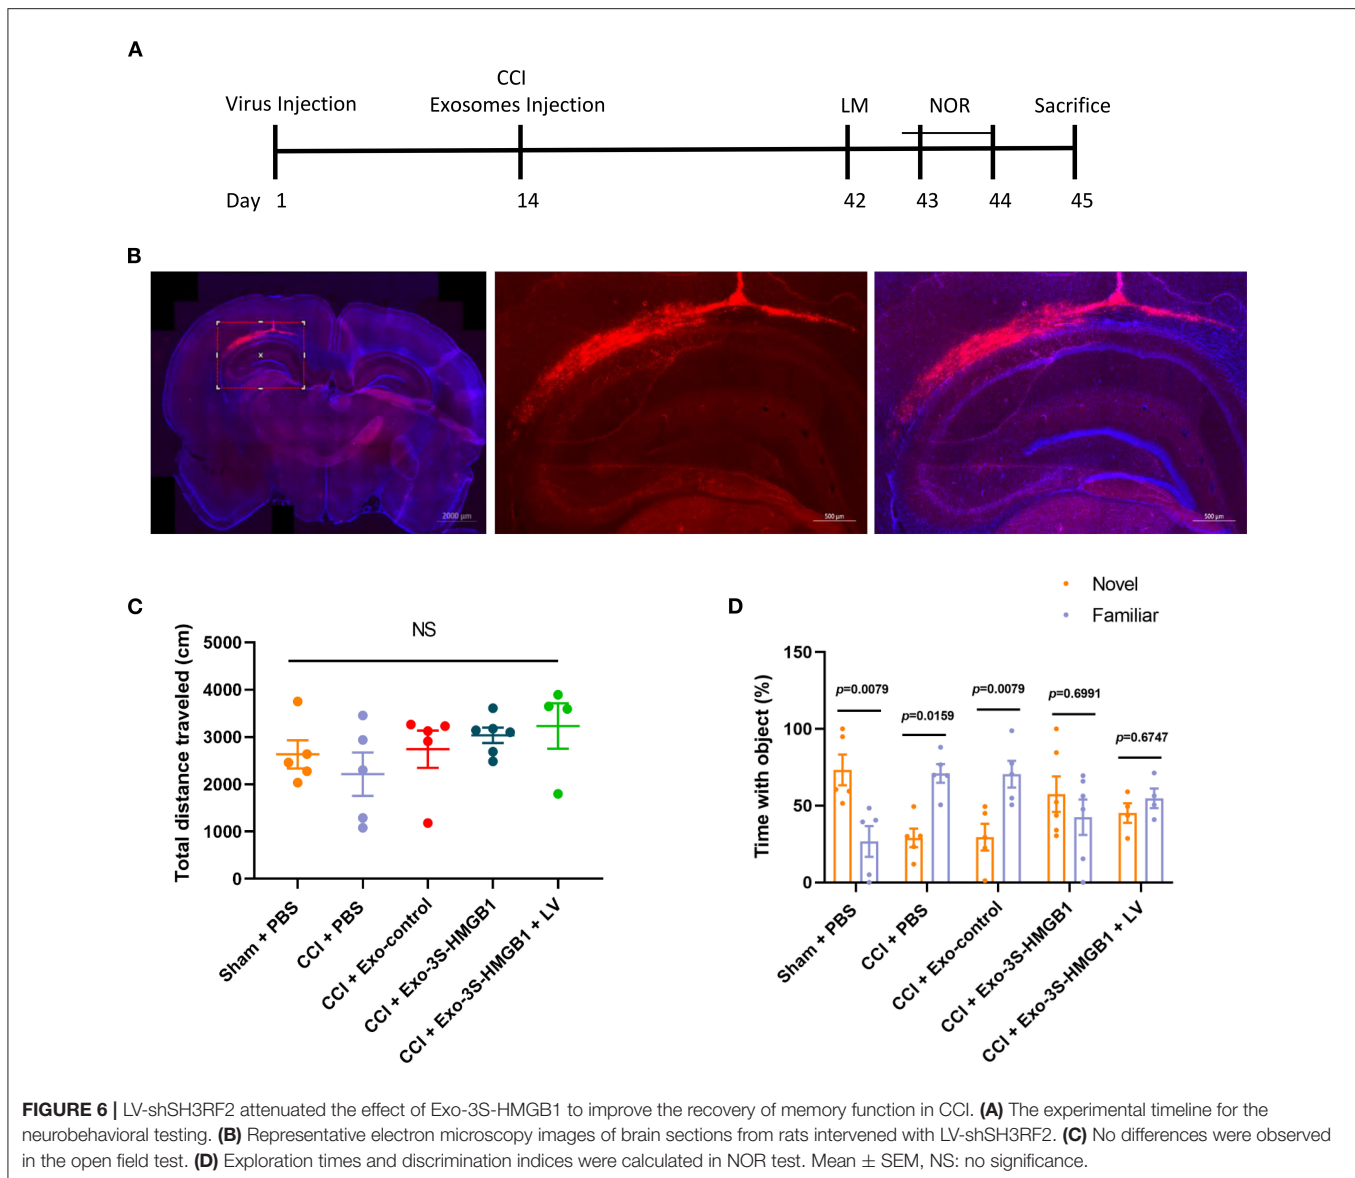 A
CCI
Virus Injection Exosomes Injection LM NOR Sacrifice
Day 1 14 42 43 44 45
B
2000 µm 500 µm 500 µm
C
NS
Total distance traveled (cm)
5000
4000
3000
2000
1000
0
Sham + PBS
CCI + PBS
CCI + Exo-control
CCI + Exo-3S-HMGB1
CCI + Exo-3S-HMGB1 + LV
D
Novel
Familiar
Time with object (%)
150
100
50
0
p=0.0079
p=0.0159
p=0.0079
p=0.6991
p=0.6747
Sham + PBS
CCI + PBS
CCI + Exo-control
CCI + Exo-3S-HMGB1
CCI + Exo-3S-HMGB1 + LV
FIGURE 6 | LV-shSH3RF2 attenuated the effect of Exo-3S-HMGB1 to improve the recovery of memory function in CCI. (A) The experimental timeline for the
neurobehavioral testing. (B) Representative electron microscopy images of brain sections from rats intervened with LV-shSH3RF2. (C) No differences were observed
in the open field test. (D) Exploration times and discrimination indices were calculated in NOR test. Mean ± SEM, NS: no significance.